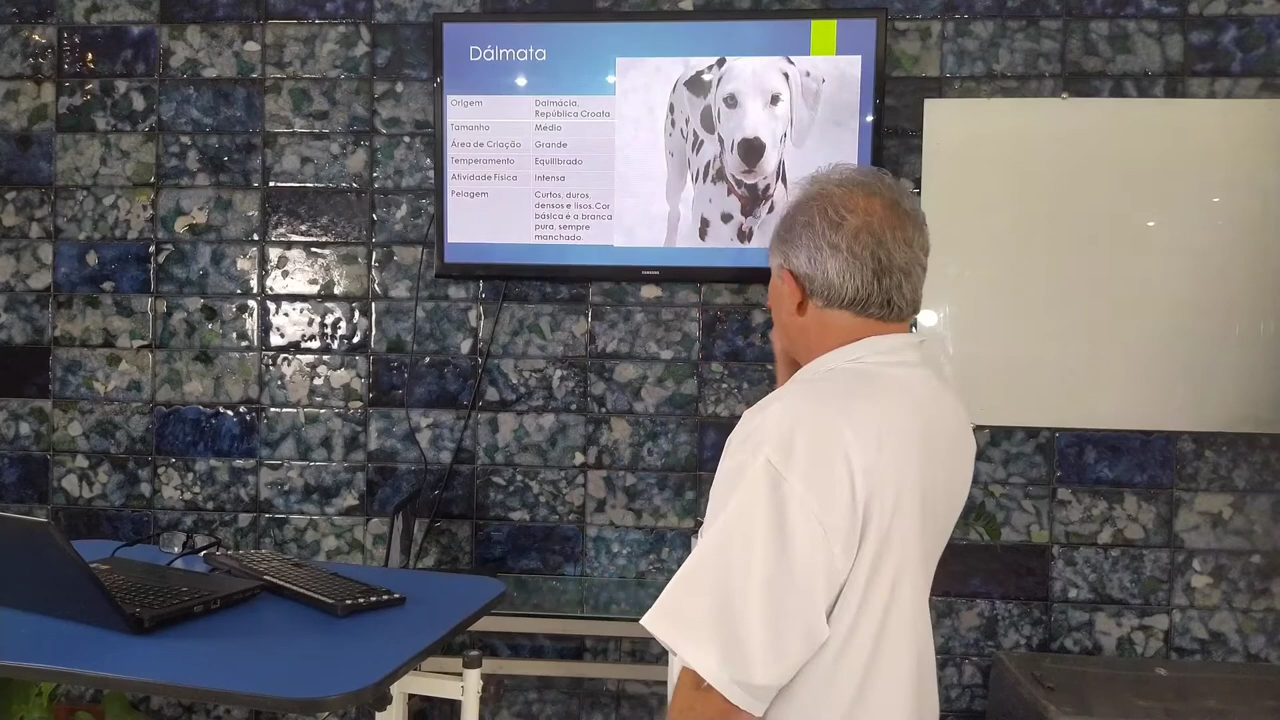 Dálmata
Origem
Dalmácia,
República Croata
Tamanho
Medio
Área de Criação
Grande
Temperamento
Equilibrado
Atividade Física
Intensa
Pelagem
Curtos, duros,
densos e lisos.Cor
básica é a branca
pura, sempre
manchado.
SAMSUNG